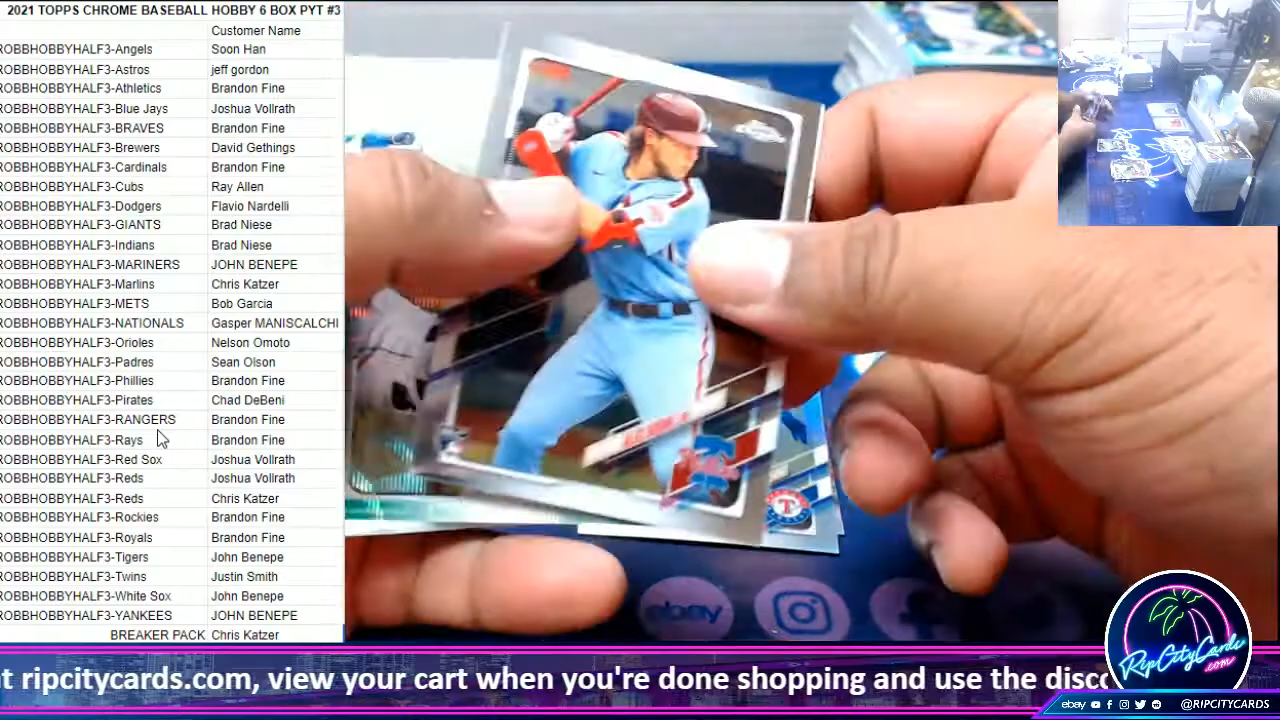 2021 TOPPS CHROME BASEBALL HOBBY 6 BOX PYT #3
Customer Name
ROBBHOBBYHALF3-Angels Soon Han
ROBBHOBBYHALF3-Astros jeff gordon
ROBBHOBBYHALF3-Athletics Brandon Fine
ROBBHOBBYHALF3-Blue Jays Joshua Vollrath
ROBBHOBBYHALF3-BRAVES Brandon Fine
ROBBHOBBYHALF3-Brewers David Gethings
ROBBHOBBYHALF3-Cardinals Brandon Fine
ROBBHOBBYHALF3-Cubs Ray Allen
ROBBHOBBYHALF3-Dodgers Flavio Nardelli
ROBBHOBBYHALF3-GIANTS Brad Niese
ROBBHOBBYHALF3-Indians Brad Niese
ROBBHOBBYHALF3-MARINERS JOHN BENEPE
ROBBHOBBYHALF3-Marlins Chris Katzer
ROBBHOBBYHALF3-METS Bob Garcia
ROBBHOBBYHALF3-NATIONALS Gasper MANISCALCHI
ROBBHOBBYHALF3-Orioles Nelson Omoto
ROBBHOBBYHALF3-Padres Sean Olson
ROBBHOBBYHALF3-Phillies Brandon Fine
ROBBHOBBYHALF3-Pirates Chad DeBeni
ROBBHOBBYHALF3-RANGERS Brandon Fine
ROBBHOBBYHALF3-Rays Brandon Fine
ROBBHOBBYHALF3-Red Sox Joshua Vollrath
ROBBHOBBYHALF3-Reds Joshua Vollrath
ROBBHOBBYHALF3-Reds Chris Katzer
ROBBHOBBYHALF3-Rockies Brandon Fine
ROBBHOBBYHALF3-Royals Brandon Fine
ROBBHOBBYHALF3-Tigers John Benepe
ROBBHOBBYHALF3-Twins Justin Smith
ROBBHOBBYHALF3-White Sox John Benepe
ROBBHOBBYHALF3-YANKEES JOHN BENEPE
BREAKER PACK Chris Katzer
Phillies
T
ebay
RipCityCards
.com
t ripcitycards.com, view your cart when you're done shopping and use the disco
ebay @RIPCITYCARDS